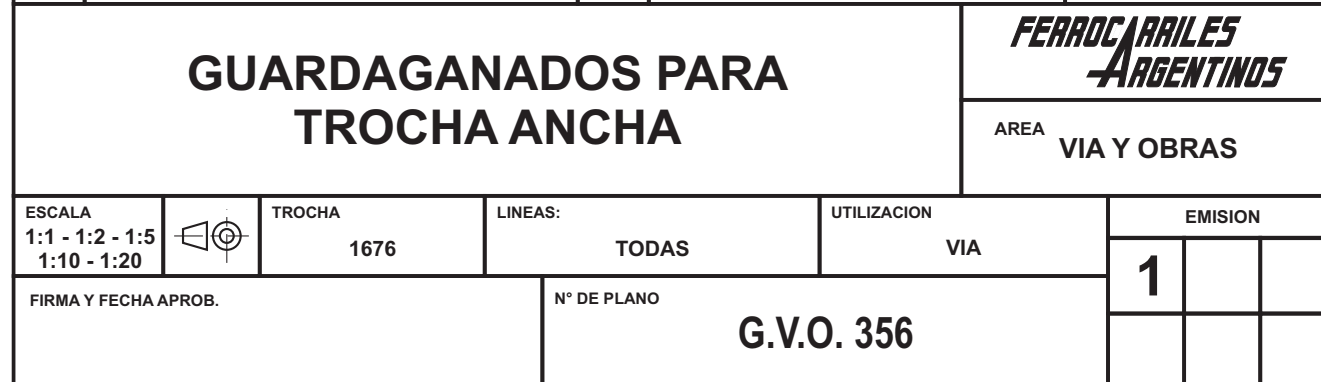 GUARDAGANADOS PARA
TROCHA ANCHA
FERROCARRILES
ARGENTINOS
AREA
VIA Y OBRAS
ESCALA
1:1 - 1:2 - 1:5
1:10 - 1:20
TROCHA
1676
LINEAS:
TODAS
UTILIZACION
VIA
EMISION
1
FIRMA Y FECHA APROB.
N° DE PLANO
G.V.O. 356